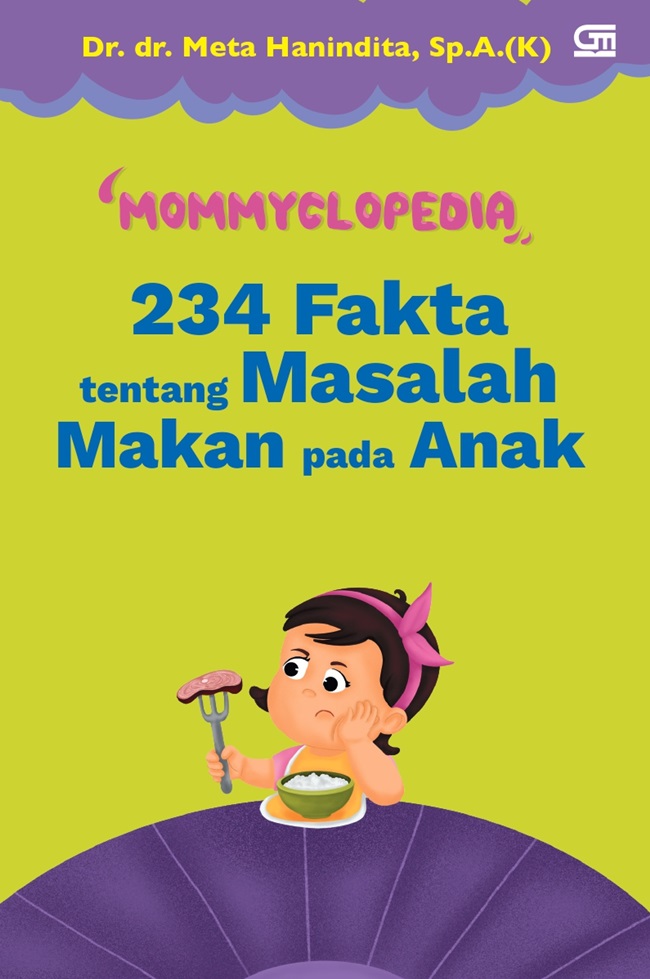 Dr. dr. Meta Hanindita, Sp.A.(K)
GM
MOMMYCLOPEDIA
234 Fakta
tentang Masalah
Makan pada Anak